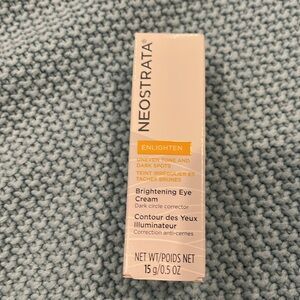 NEOSTRATA®
ENLIGHTEN
UNEVEN TONE AND
DARK SPOTS
TEINT IRRÉGULIER ET
TACHES BRUNES
Brightening Eye
Cream
Dark circle corrector
Contour des Yeux
Illuminateur
Correction anti-cernes
NET WT/POIDS NET
15 g/0.5 OZ